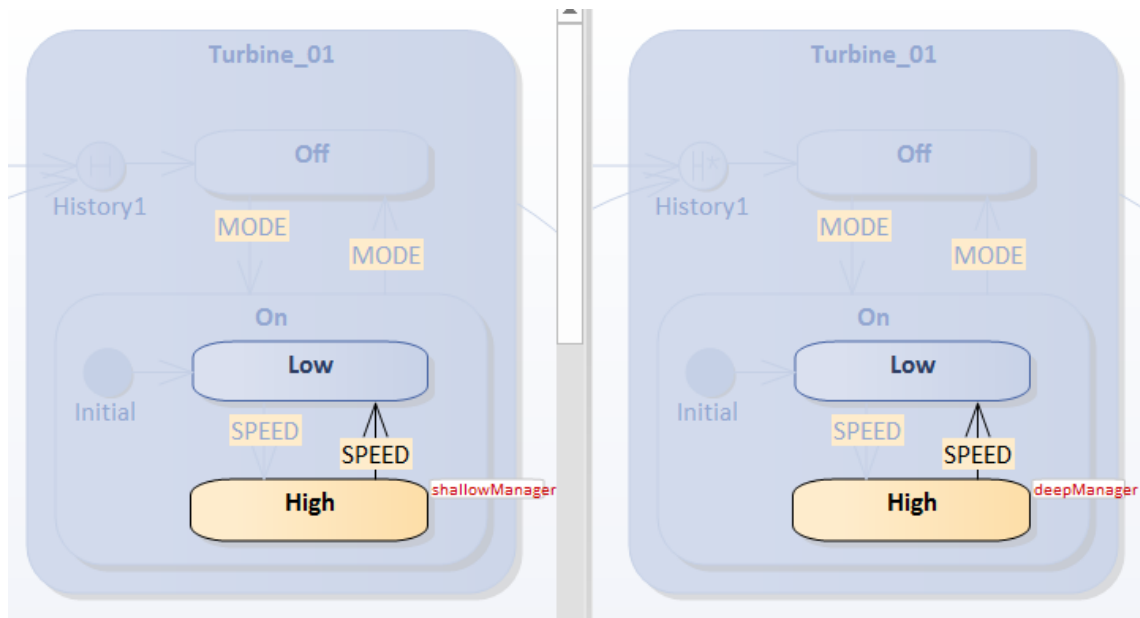 Turbine_01
H
Off
History1
MODE
MODE
On
Low
Initial
SPEED
SPEED
High
shallowManager
Turbine_01
H*
Off
History1
MODE
MODE
On
Low
Initial
SPEED
SPEED
High
deepManager